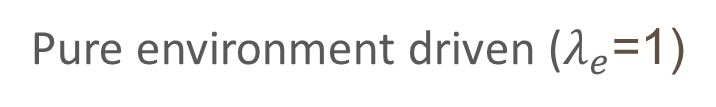 Pure environment driven (λₑ=1)